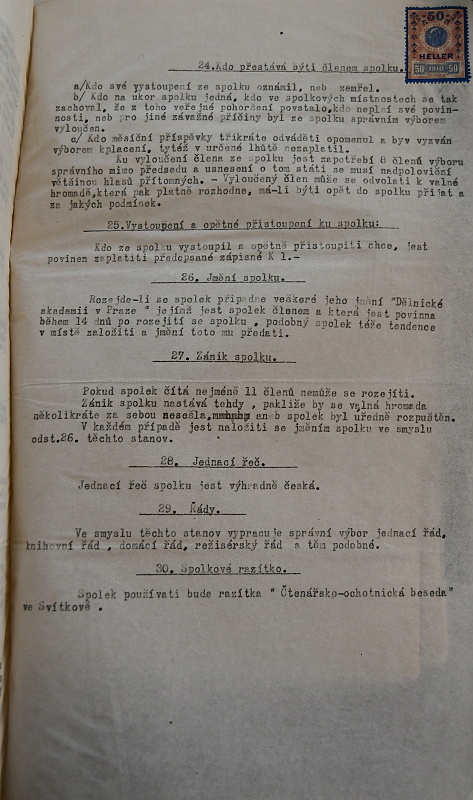 50
HELLER
50 1910 50
24.Kdo přestává býti členem spolku.
a/Kdo své vystoupení ze spolku oznámil, neb zemřel.
b/ Kdo na úkor spolku jedná, kdo ve spolkových místnostech se tak
zachoval, že z toho veřejné pohoršení povstalo,kdo neplní své povin-
nosti, neb pro jiné závažné příčiny byl ze spolku správním výborem
vyloučen.
c/ Kdo měsíční příspěvky třikráte odváděti opomenul a byv vyzván
výborem kplacení, tytéž v určené lhůtě nezaplatil.
Ku vyloučení člena ze spolku jest zapotřebí 8 členů výboru
správního mimo předsedu a usnesení o tom státi se musí nadpoloviční
většinou hlasů přítomných. - Vyloučený člen může se odvolati k valné
hromadě,která pak platně rozhodne, má-li býti opět do spolku přijat a
ze jakých podmínek.
25.Vystoupení a opětné přistoupení ku spolku:
Kdo ze spolku vystoupil a opětně přistoupiti chce, jest
povinen zaplatiti předepsané zápisné K 1.-
26. Jmění spolku.
Rozejde-li se spolek připadne veškeré jeho jmění "Dělnické
akademii v Praze " jejímž jest spolek členem a která jest povinna
během 14 dnů po rozejití se spolku , podobný spolek téže tendence
v místě založiti a jmění toto mu předati.
27. Zánik spolku.
Pokud spolek čítá nejméně 11 členů nemůže se rozejíti.
Zánik spolku nastává tehdy , pakliže by se valná hromada
několikráte za sebou nesešla, aneb spolek byl úředně rozpuštěn.
V každém případě jest naložiti se jměním spolku ve smyslu
odst.26. těchto stanov.
28. Jednací řeč.
Jednací řeč spolku jest výhradně česká.
29. Řády.
Ve smyslu těchto stanov vypracuje správní výbor jednací řád,
knihovní řád , domácí řád, režisérský řád a těm podobné.
30. Spolkové razítko.
Spolek používati bude razítka " Čtenářsko-ochotnická beseda"
ve Svítkově .